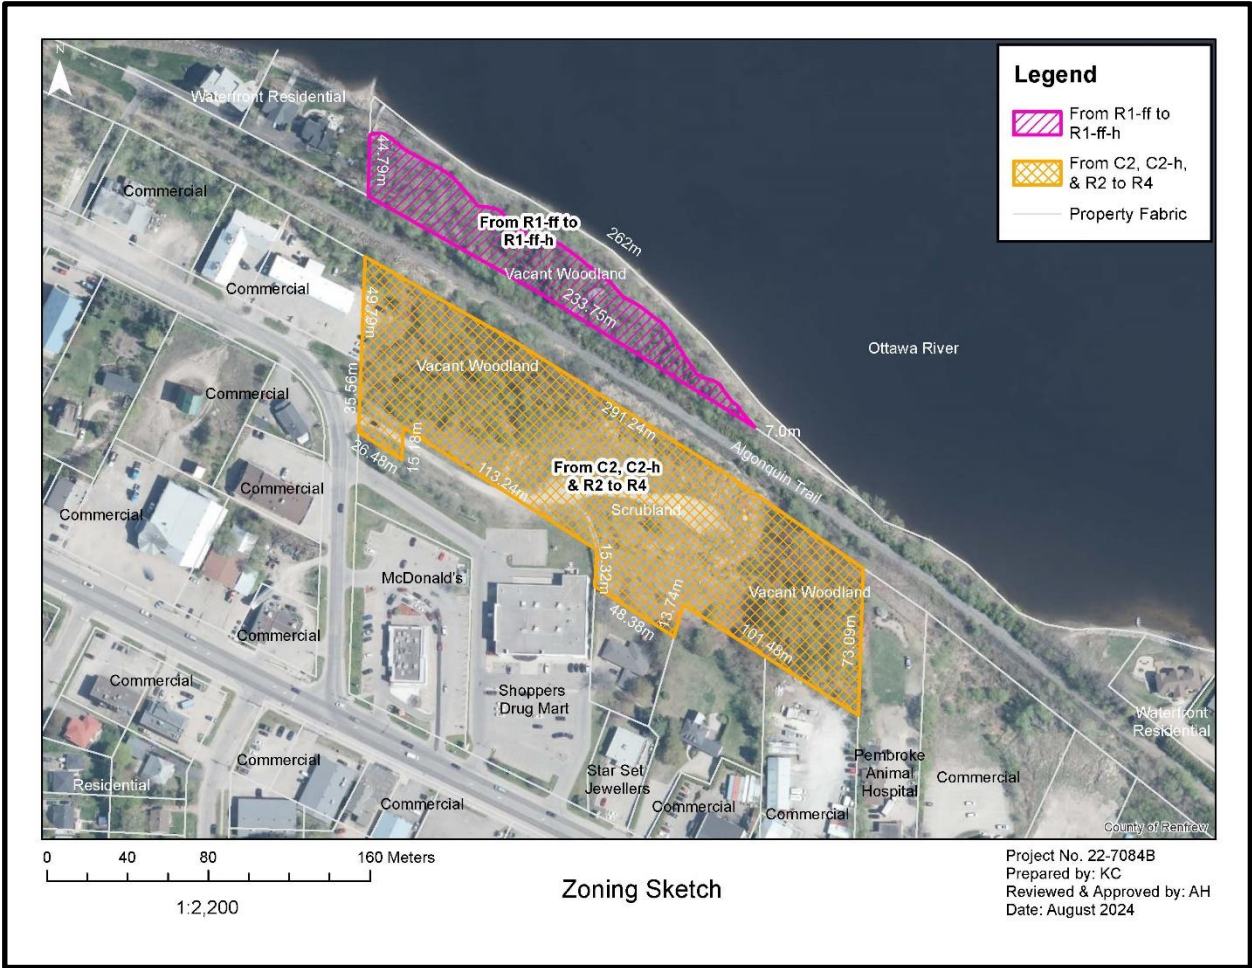 N
Legend
From R1-ff to
R1-ff-h
From C2, C2-h,
& R2 to R4
Property Fabric
Waterfront Residential
44.79m
Commercial
From R1-ff to
R1-ff-h
262m
Vacant Woodland
233.75m
Commercial
49.79m
Ottawa River
Vacant Woodland
35.56m
Commercial
291.24m
7.0m
Algonquin Trail
26.48m
15.18m
113.24m
From C2, C2-h
& R2 to R4
Scrubland
Commercial
Commercial
15.32m
McDonald's
48.38m
13.74m
Vacant Woodland
101.48m
73.09m
Commercial
Commercial
Shoppers
Drug Mart
Waterfront
Residential
Commercial
Residential
Star Set
Jewellers
Pembroke
Animal
Hospital
Commercial
Commercial
Commercial
Commercial
County of Renfrew
0 40 80 160 Meters
1:2,200
Zoning Sketch
Project No. 22-7084B
Prepared by: KC
Reviewed & Approved by: AH
Date: August 2024